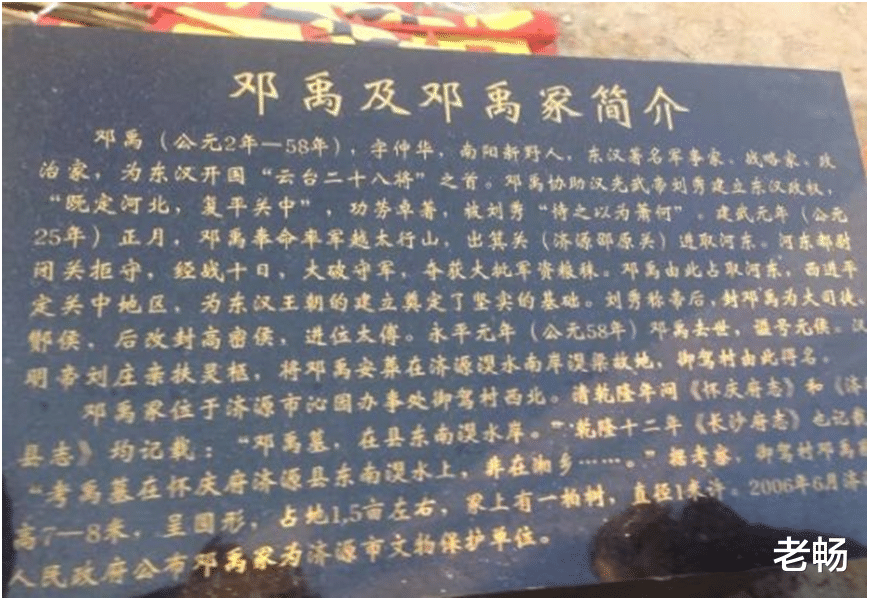 邓禹及邓禹冢简介
邓禹（公元2年—58年），字仲华，南阳新野人，东汉著名军事家、战略家、政
治家，为东汉开国“云台二十八将”之首。邓禹协助汉光武帝刘秀建立东汉政权，
“既定河北，复平关中”，功劳卓著，被刘秀“恃之以为萧何”。建武元年（公元
25年）正月，邓禹奉命率军越太行山，出箕关（济源邵原关）进取河东。河东都尉
闭关拒守，经战十日，大破守军，夺获大批军资粮秣。邓禹由此占取河东，西进平
定关中地区，为东汉王朝的建立奠定了坚实的基础。刘秀称帝后，封邓禹为大司徒、
酂侯，后改封高密侯，进位太傅。永平元年（公元58年）邓禹去世，谥号元侯。汉
明帝刘庄亲扶灵柩，将邓禹安葬在济源溴水南岸溴梁故地，御驾村由此得名。
邓禹冢位于济源市沁园办事处御驾村西北。清乾隆年间《怀庆府志》和《济源
县志》均记载：“邓禹墓，在县东南溴水岸。”乾隆十二年《长沙府志》也记载
“考禹墓在怀庆府济源县东南溴水上，非在湘乡……。”据考察，御驾村邓禹冢
高7—8米，呈圆形，占地1.5亩左右，冢上有一柏树，直径1米许。2006年6月济
人民政府公布邓禹冢为济源市文物保护单位。
老畅